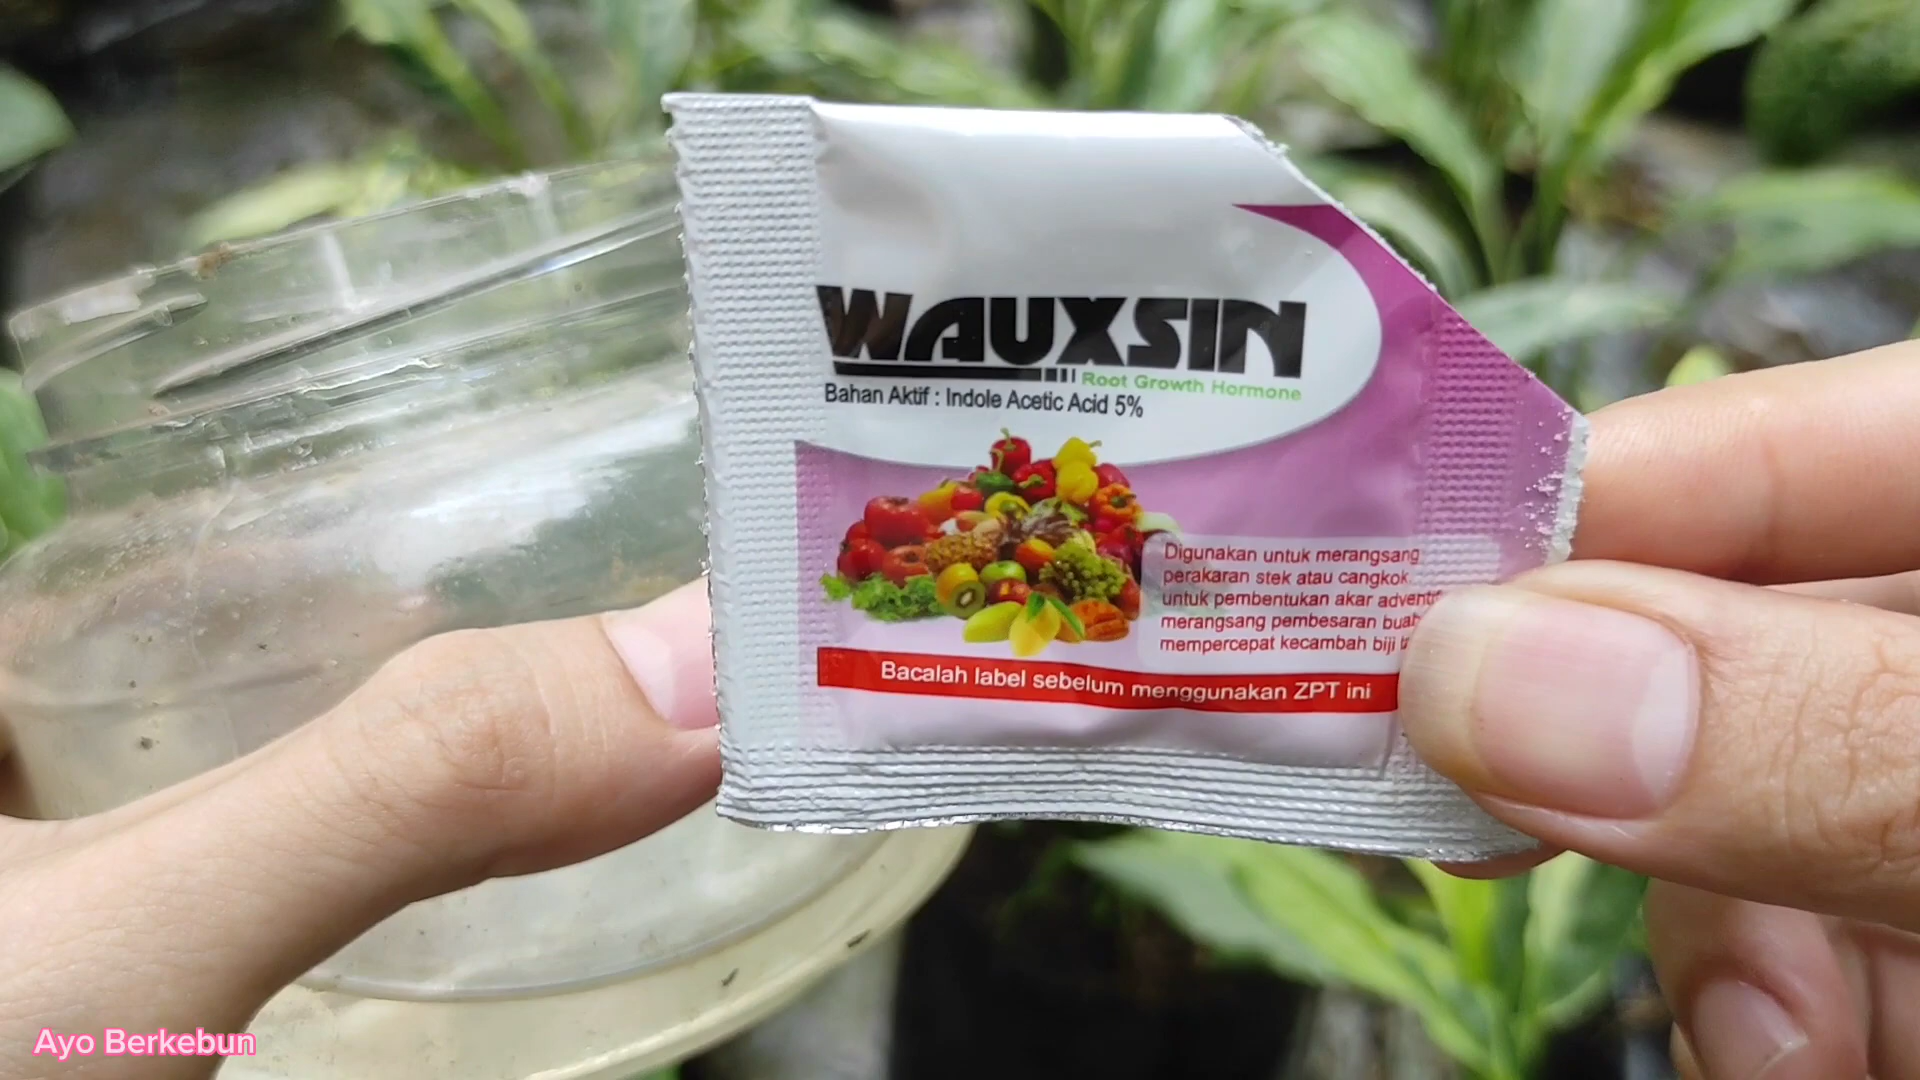 WAUXSIN
Root Growth Hormone
Bahan Aktif : Indole Acetic Acid 5%
Digunakan untuk merangsang
perakaran stek atau cangkok
untuk pembentukan akar
merangsang pembesaran
mempercepat kecambah biji
Bacalah label sebelum menggunakan ZPT ini
Ayo Berkebun